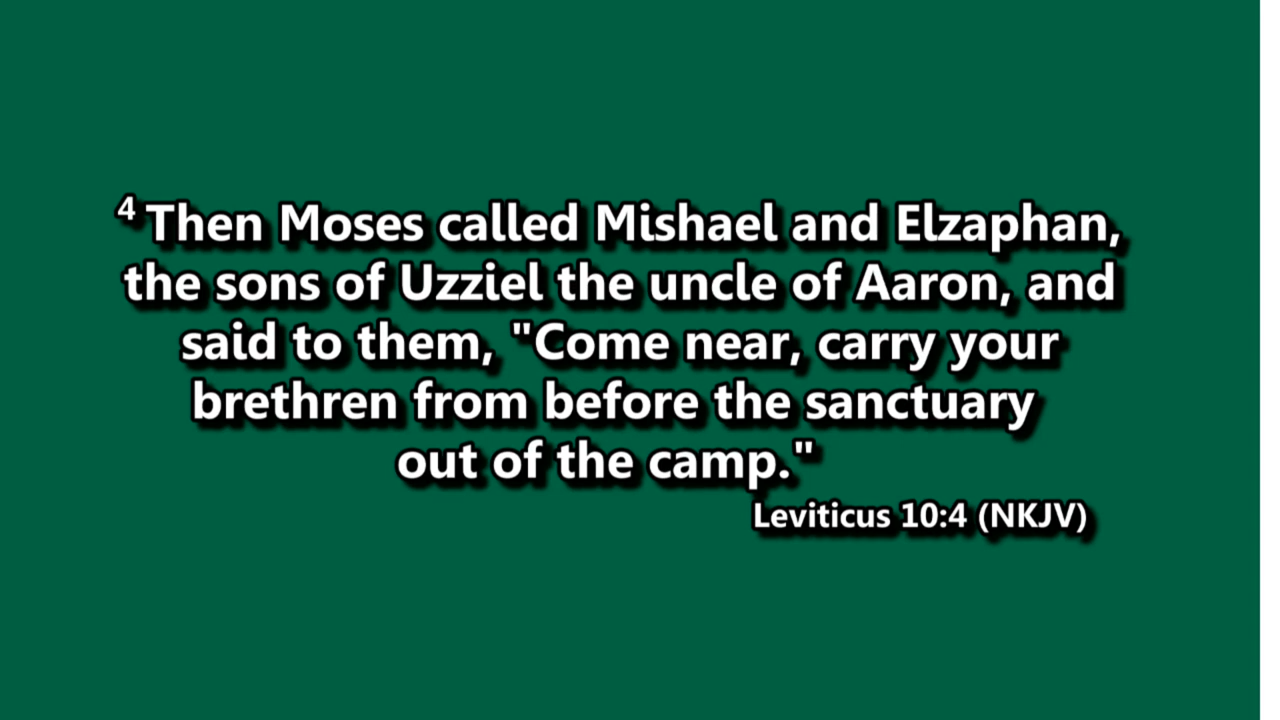 4 Then Moses called Mishael and Elzaphan,
the sons of Uzziel the uncle of Aaron, and
said to them, "Come near, carry your
brethren from before the sanctuary
out of the camp."
Leviticus 10:4 (NKJV)